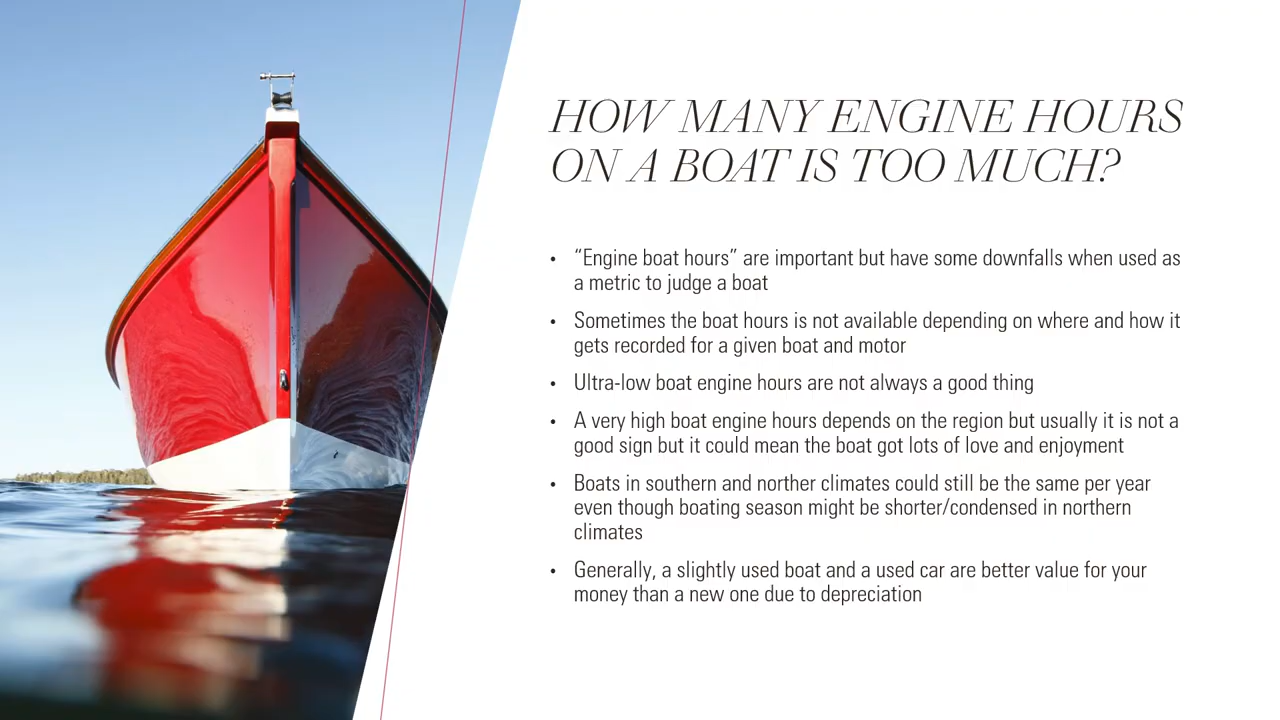 HOW MANY ENGINE HOURS
ON A BOAT IS TOO MUCH?
• “Engine boat hours” are important but have some downfalls when used as
a metric to judge a boat
• Sometimes the boat hours is not available depending on where and how it
gets recorded for a given boat and motor
• Ultra-low boat engine hours are not always a good thing
• A very high boat engine hours depends on the region but usually it is not a
good sign but it could mean the boat got lots of love and enjoyment
• Boats in southern and norther climates could still be the same per year
even though boating season might be shorter/condensed in northern
climates
• Generally, a slightly used boat and a used car are better value for your
money than a new one due to depreciation